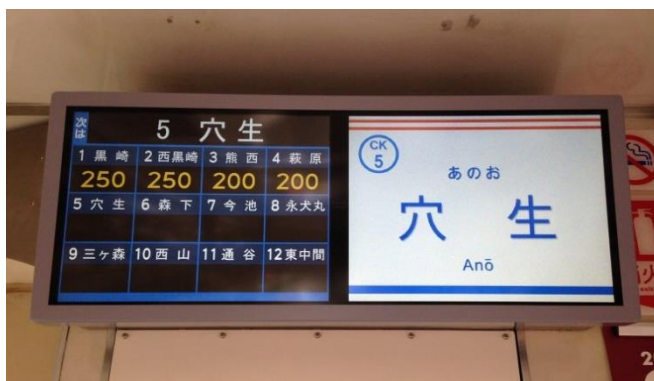 次は
5 穴生
1 黒崎 2 西黒崎 3 熊西 4 萩原
250 250 200 200
5 穴生 6 森下 7 今池 8 永犬丸
9 三ヶ森 10 西山 11 通谷 12 東中間
CK
5
あのお
穴生
Anō
2